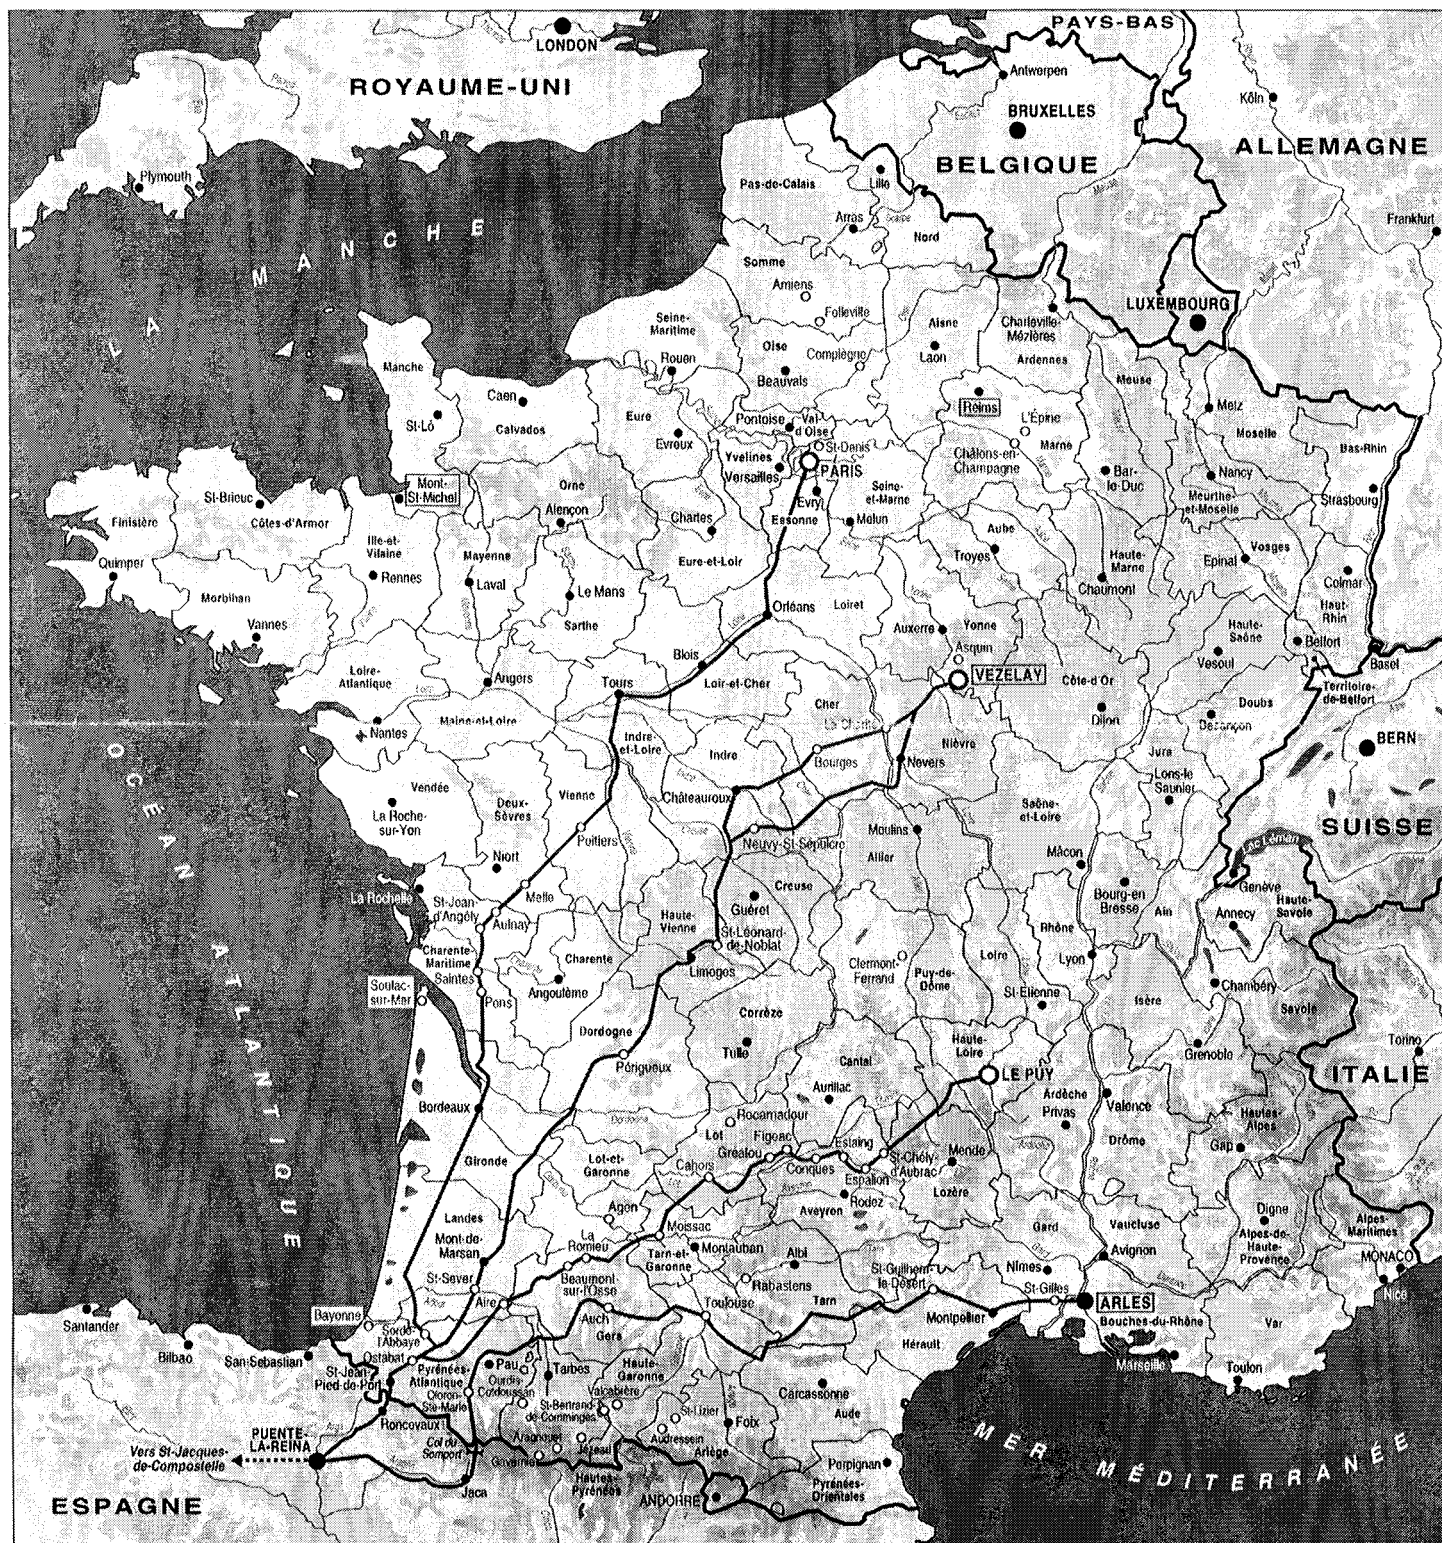 PAYS-BAS
LONDON
ROYAUME-UNI
Antwerpen
Köln
BRUXELLES
BELGIQUE
ALLEMAGNE
Plymouth
Pas-de-Calais
Lille
Meuse
Arras
Scarpe
Nord
Frankfurt
LA MANCHE
Somme
Amiens
Folleville
Seine-
Maritime
Rouen
Oise
Compiègne
Beauvais
Aisne
Laon
Charleville-
Mézières
Ardennes
LUXEMBOURG
Manche
St-Lô
Caen
Calvados
Eure
Evreux
Pontoise
Val-
d'Oise
St-Denis
PARIS
Yvelines
Versailles
Evry
Essonne
Seine-
et-Marne
Melun
Reims
L'Épine
Marne
Châlons-en-
Champagne
Meuse
Bar-
le-Duc
Metz
Moselle
Nancy
Meurthe-
et-Moselle
Bas-Rhin
Strasbourg
Mont-
St-Michel
St-Brieuc
Côtes-d'Armor
Finistère
Quimper
Morbihan
Vannes
Ille-et-
Vilaine
Rennes
Mayenne
Laval
Orne
Alençon
Le Mans
Sarthe
Chartes
Eure-et-Loir
Aube
Troyes
Haute-
Marne
Chaumont
Epinal
Vosges
Colmar
Haut-
Rhin
Orléans
Loiret
Auxerre
Yonne
Asquin
VEZELAY
Côte-d'Or
Dijon
Haute-
Saône
Vesoul
Belfort
Basel
Territoire-
de-Belfort
Doubs
Besançon
BERN
SUISSE
Loire-
Atlantique
Nantes
Angers
Maine-et-Loire
Tours
Blois
Loir-et-Cher
Indre-
et-Loire
Indre
Cher
La Charité
Bourges
Nièvre
Nevers
Châteauroux
Neuvy-St-Sépulcre
Jura
Lons-le
Saunier
Saône-
et-Loire
Mâcon
Moulins
Allier
Lac Léman
Genève
Haute-
Savoie
Annecy
Vendée
La Roche-
sur-Yon
Deux-
Sèvres
Niort
Vienne
Poitiers
Melle
La Rochelle
St-Jean-
d'Angély
Aulnay
Charente-
Maritime
Saintes
Pons
Soulac-
sur-Mar
Charente
Angoulême
Haute-
Vienne
Limoges
Creuse
Guéret
St-Léonard-
de-Noblat
Clermont-
Ferrand
Puy-de-
Dôme
Loire
St-Etienne
Rhône
Lyon
Bourg-en
Bresse
Ain
Isère
Chambéry
Savoie
Grenoble
Torino
ITALIE
OCÉAN ATLANTIQUE
Dordogne
Périgueux
Corrèze
Tulle
Cantal
Aurillac
Haute-
Loire
LE PUY
Ardèche
Privas
Valence
Drôme
Hautes-
Alpes
Gap
Bordeaux
Gironde
Rocamadour
Lot
Figeac
Gréalou
Cahors
Conques
Estaing
Espalion
St-Chély-
d'Aubrac
Mende
Lozère
Aveyron
Rodez
Lot-et-
Garonne
Agen
Moissac
Tarn-et-
Garonne
Montauban
Albi
Rabastens
Tarn
Landes
Mont-de-
Marsan
St-Sever
Aire
La
Romieu
Beaumont-
sur-l'Osse
Auch
Gers
Toulouse
St-Guilhem-
le-Désert
Montpellier
Hérault
Gard
Nîmes
St-Gilles
ARLES
Bouches-du-Rhône
Marseille
Vaucluse
Avignon
Digne
Alpes-de-
Haute-
Provence
Alpes-
Maritimes
MONACO
Nice
Var
Toulon
Santander
Bilbao
San-Sebastian
Bayonne
Sorde-
l'Abbaye
Ostabat
St-Jean-
Pied-de-Port
Pyrénées-
Atlantique
Oloron-
Ste-Marie
Pau
Ourdis-
Cotdoussan
Tarbes
Haute-
Garonne
Valcabrère
St-Bertrand-
de-Comminges
St-Lizier
Audressein
Foix
Ariège
Carcassonne
Aude
Perpignan
Pyrénées-
Orientales
ANDORRE
Roncevaux
Col du
Somport
Aragnouet
Gavarnie
Jézeau
Hautes-
Pyrénées
Jaca
PUENTE-
LA-REINA
Vers St-Jacques-
de-Compostelle
ESPAGNE
MER MÉDITERRANÉE